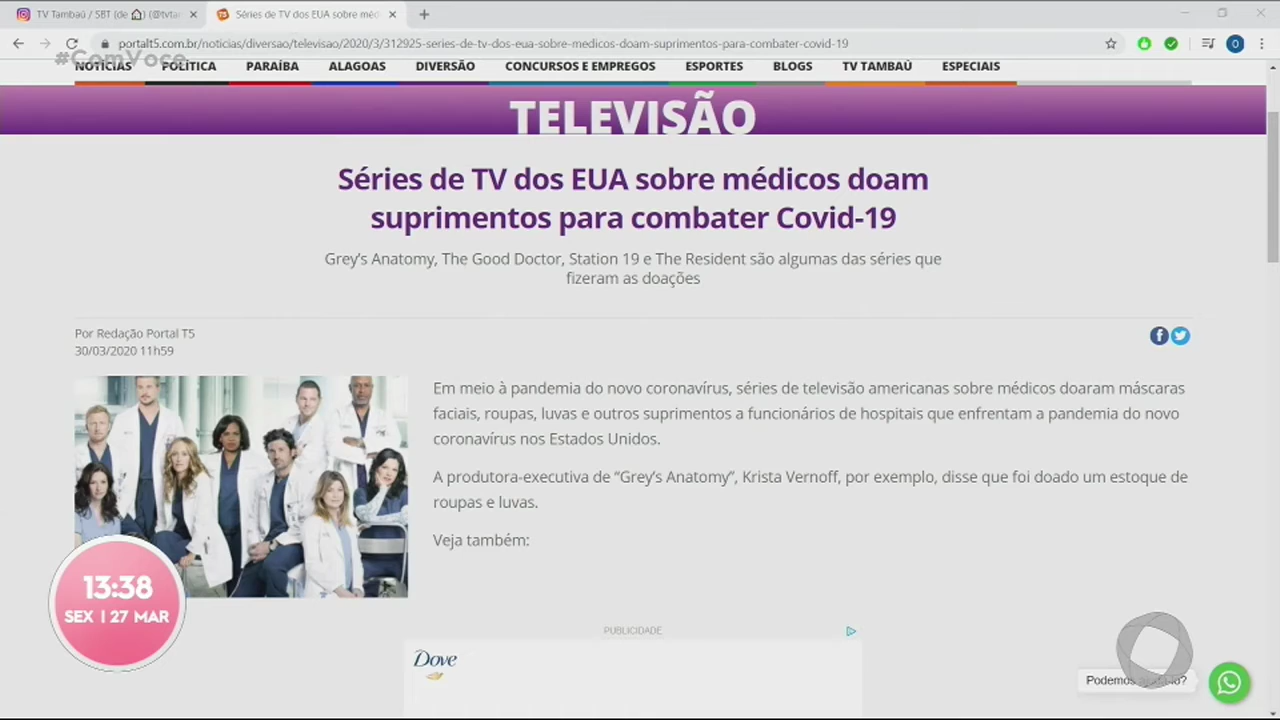 TV Tambaú / SBT (de 🏠) (@tvtam
Séries de TV dos EUA sobre méd
portalt5.com.br/noticias/diversao/televisao/2020/3/312925-series-de-tv-dos-eua-sobre-medicos-doam-suprimentos-para-combater-covid-19
O
#ComVoce
NOTÍCIAS POLÍTICA PARAÍBA ALAGOAS DIVERSÃO CONCURSOS E EMPREGOS ESPORTES BLOGS TV TAMBAÚ ESPECIAIS
TELEVISÃO
Séries de TV dos EUA sobre médicos doam
suprimentos para combater Covid-19
Grey's Anatomy, The Good Doctor, Station 19 e The Resident são algumas das séries que
fizeram as doações
Por Redação Portal T5
30/03/2020 11h59
Em meio à pandemia do novo coronavírus, séries de televisão americanas sobre médicos doaram máscaras
faciais, roupas, luvas e outros suprimentos a funcionários de hospitais que enfrentam a pandemia do novo
coronavírus nos Estados Unidos.
A produtora-executiva de “Grey's Anatomy”, Krista Vernoff, por exemplo, disse que foi doado um estoque de
roupas e luvas.
Veja também:
13:38
SEX | 27 MAR
PUBLICIDADE
Dove
Podemos ajudá-lo?